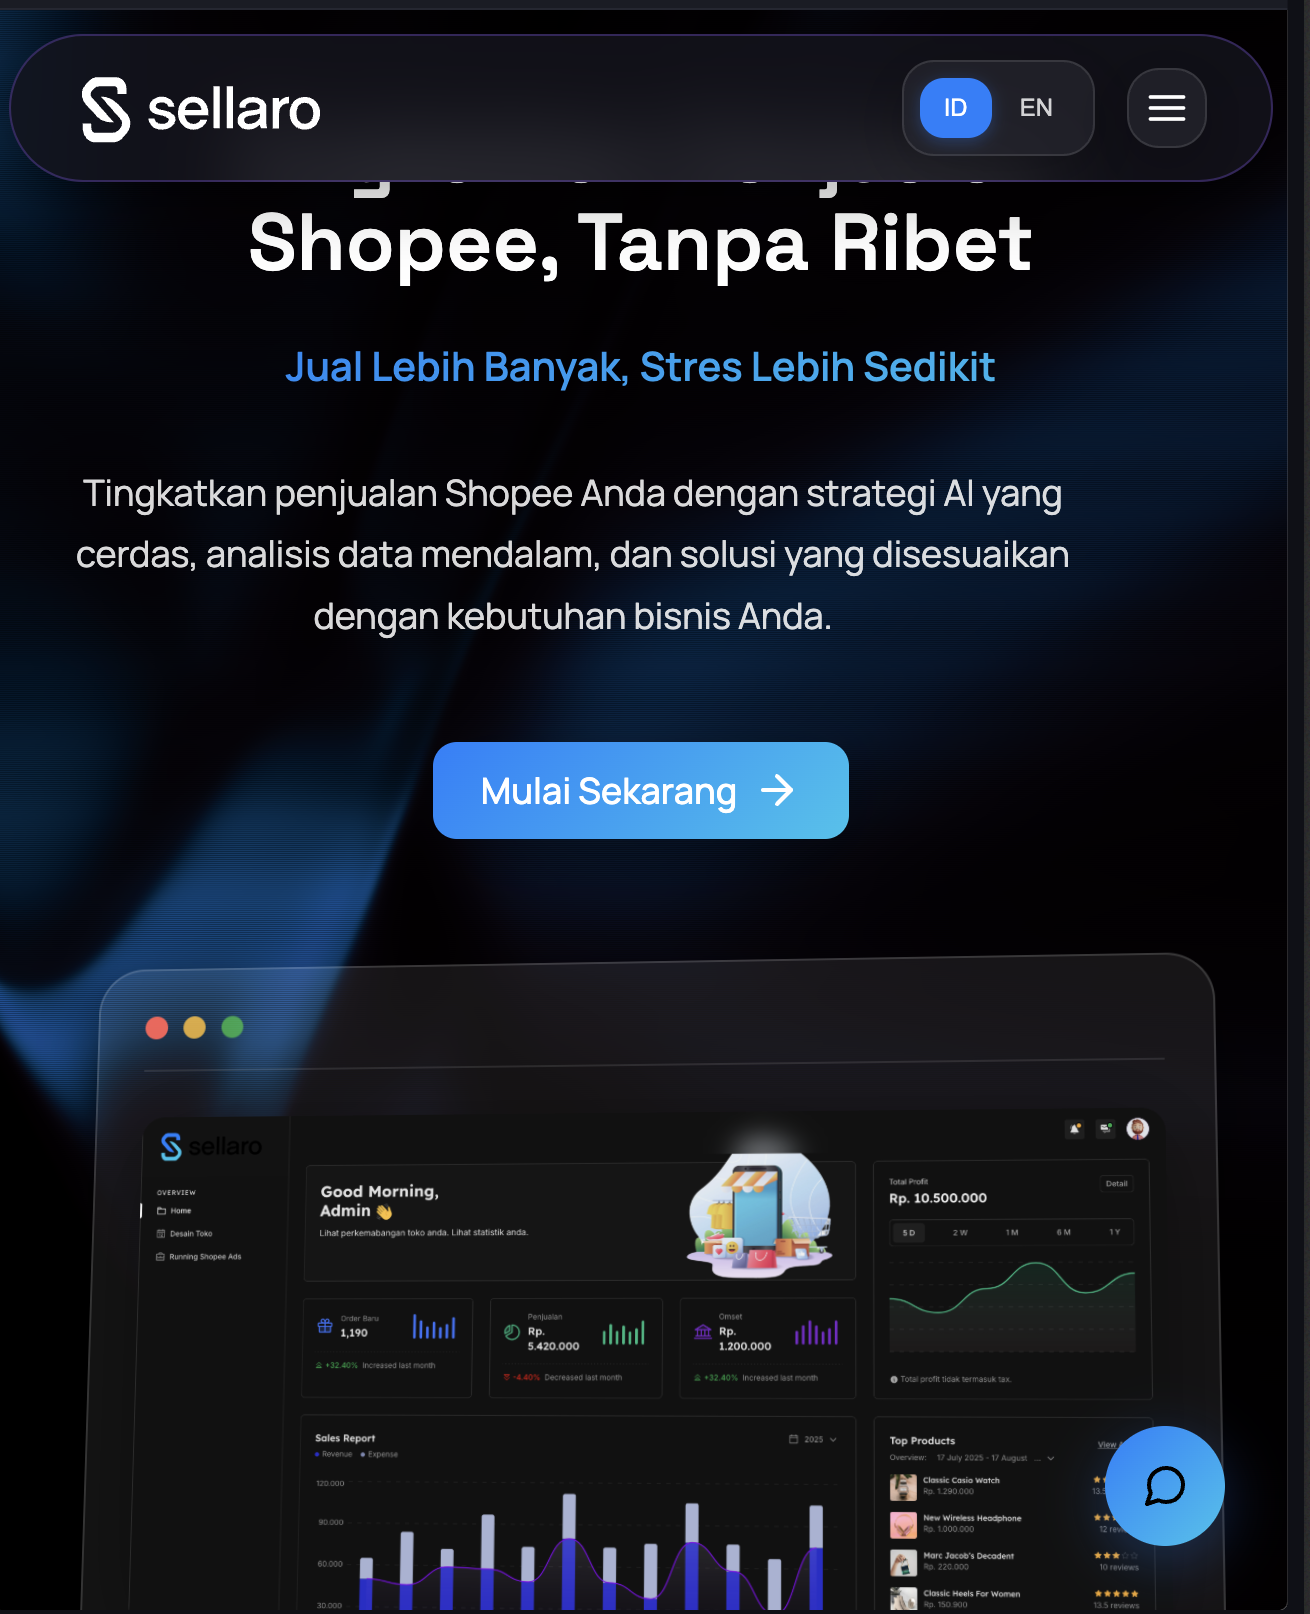 sellaro
ID EN
Shopee, Tanpa Ribet
Jual Lebih Banyak, Stres Lebih Sedikit
Tingkatkan penjualan Shopee Anda dengan strategi AI yang
cerdas, analisis data mendalam, dan solusi yang disesuaikan
dengan kebutuhan bisnis Anda.
Mulai Sekarang
sellaro
OVERVIEW
Home
Desain Toko
Running Shopee Ads
Good Morning,
Admin 👋
Lihat perkembangan toko anda. Lihat statistik anda.
Total Profit
Detail
Rp. 10.500.000
5 D 2 W 1 M 6 M 1 Y
Total profit tidak termasuk tax.
Order Baru
1,190
+32.40% Increased last month
Penjualan
Rp.
5.420.000
-4.40% Decreased last month
Omset
Rp.
1.200.000
+32.40% Increased last month
Sales Report
2025
Revenue Expense
120.000
90.000
60.000
30.000
Top Products
View
Overview: 17 July 2025 - 17 August ...
Classic Casio Watch
Rp. 1.290.000
13.5
New Wireless Headphone
Rp. 1.000.000
12
Marc Jacob's Decadent
Rp. 220.000
10 reviews
Classic Heels For Women
Rp. 150.900
13.5 reviews